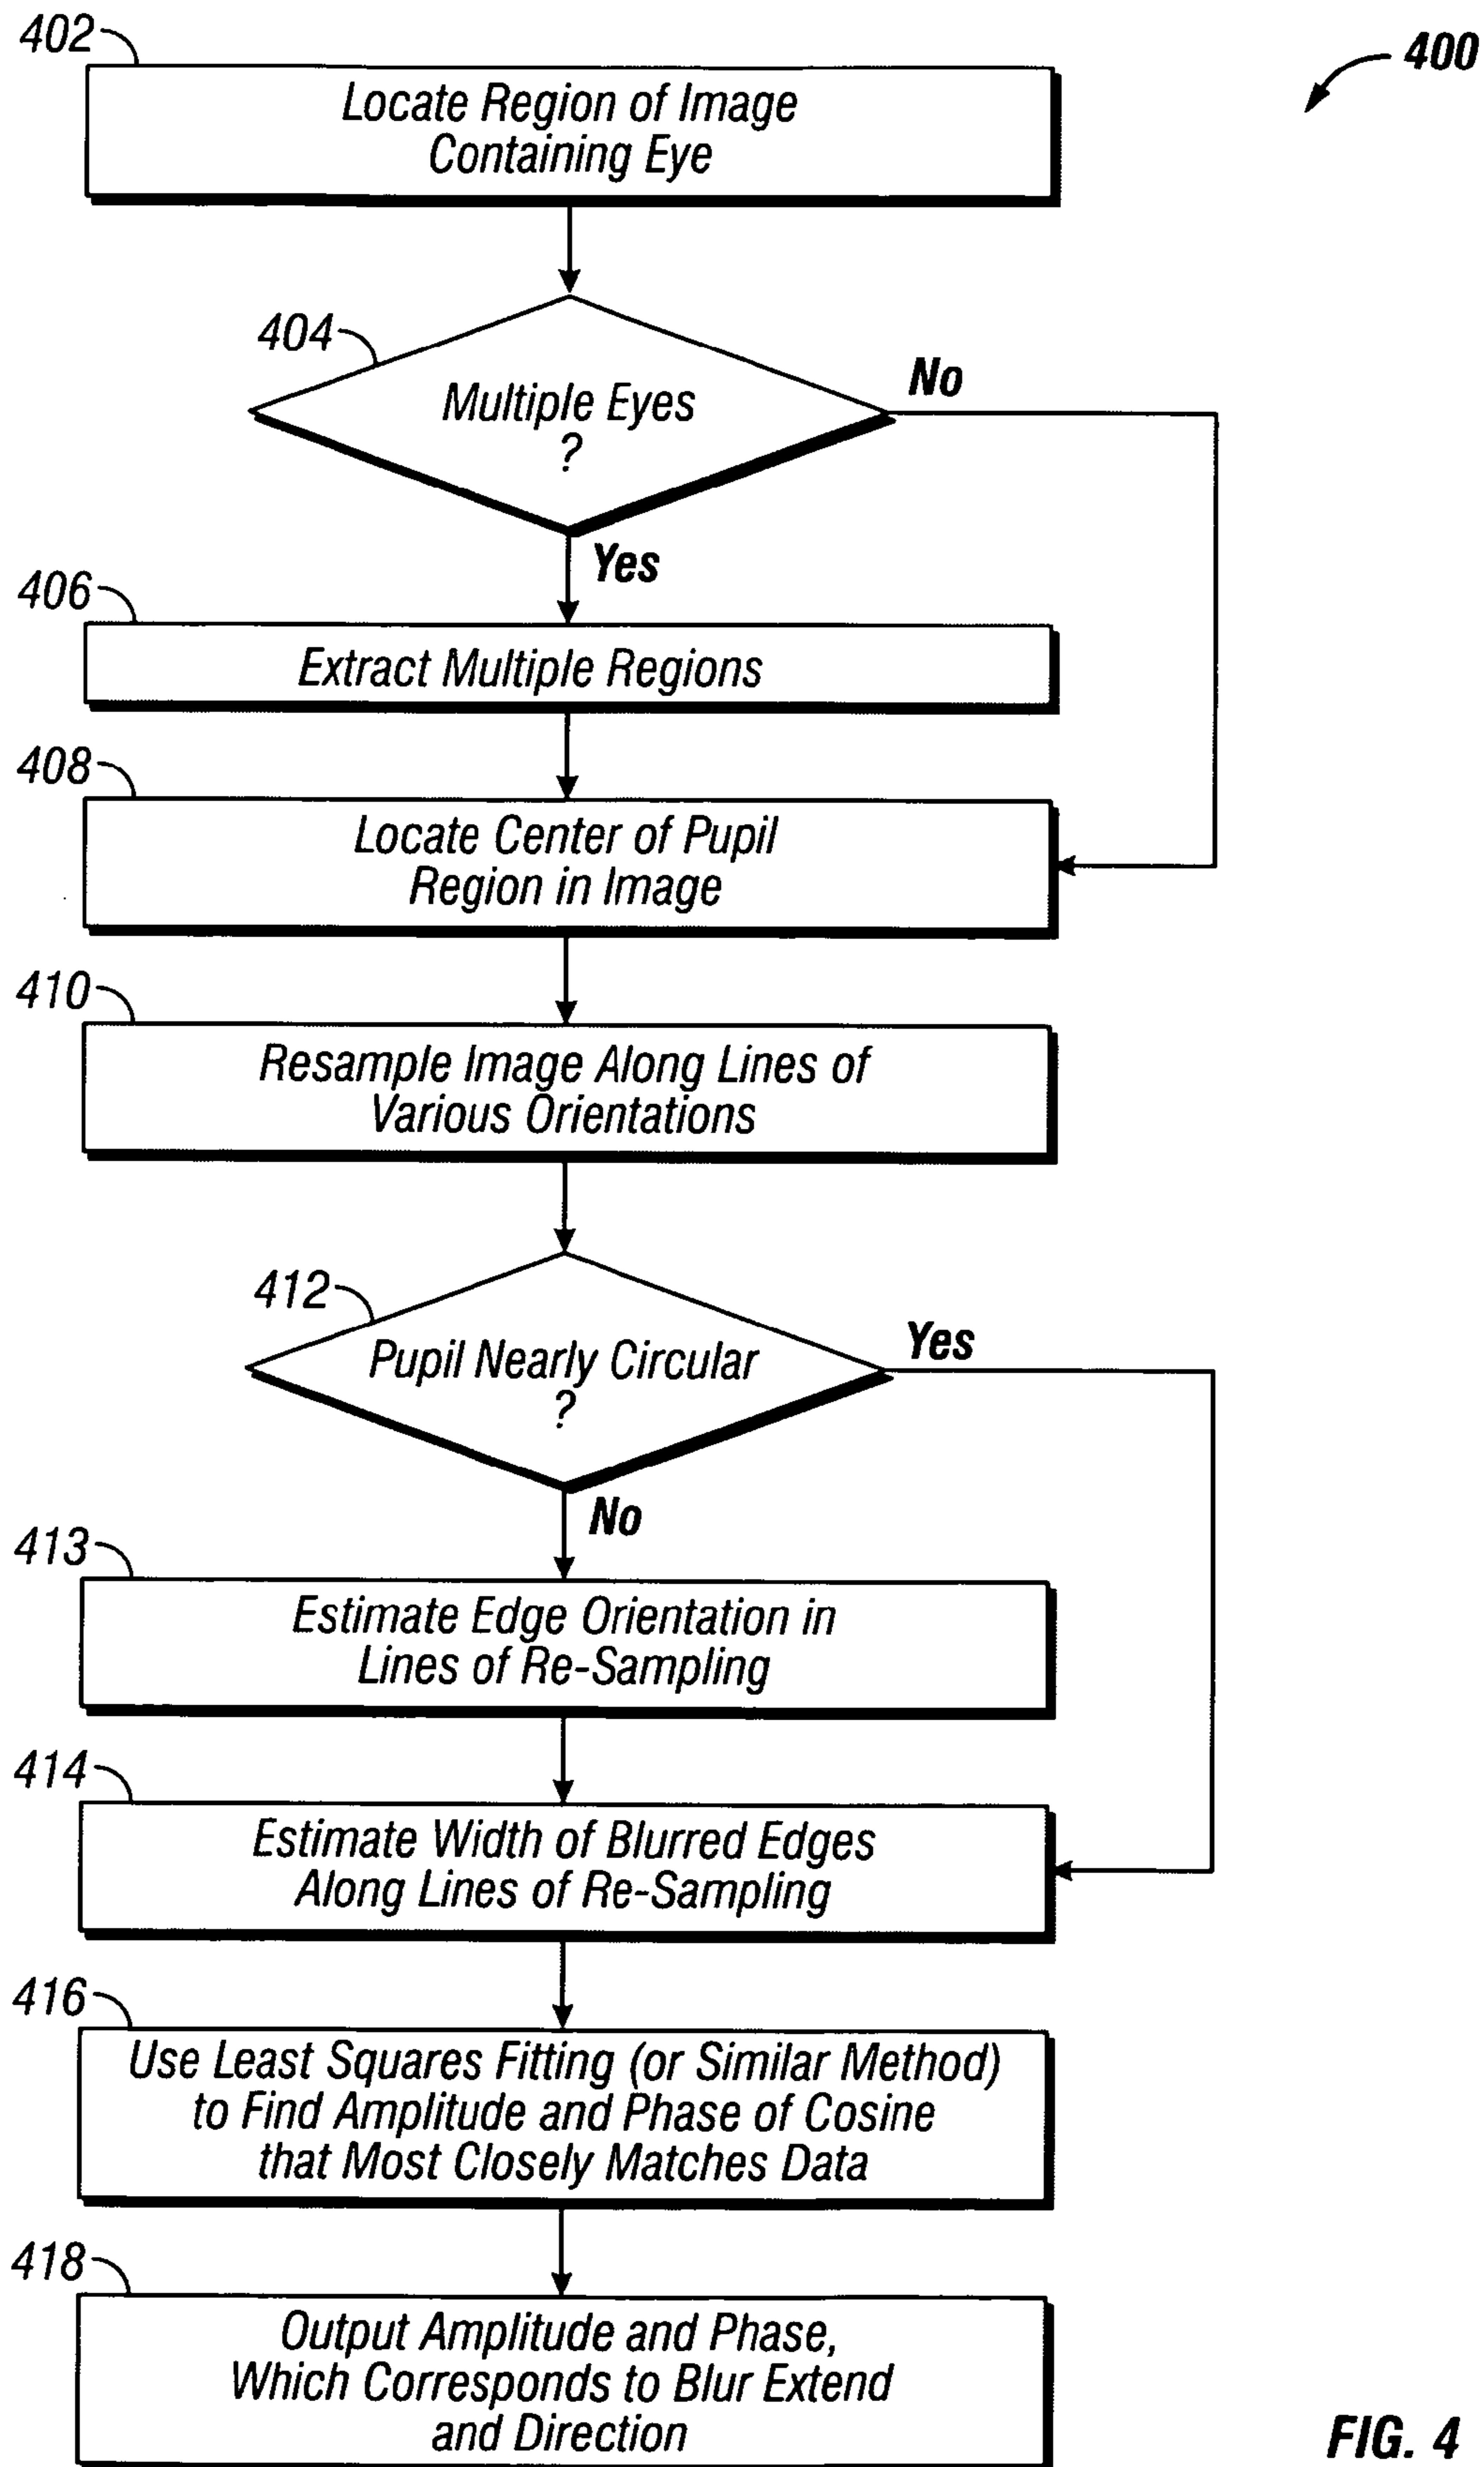 402
400
Locate Region of Image
Containing Eye
404
Multiple Eyes
?
No
Yes
406
Extract Multiple Regions
408
Locate Center of Pupil
Region in Image
410
Resample Image Along Lines of
Various Orientations
412
Pupil Nearly Circular
?
Yes
No
413
Estimate Edge Orientation in
Lines of Re-Sampling
414
Estimate Width of Blurred Edges
Along Lines of Re-Sampling
416
Use Least Squares Fitting (or Similar Method)
to Find Amplitude and Phase of Cosine
that Most Closely Matches Data
418
Output Amplitude and Phase,
Which Corresponds to Blur Extend
and Direction
FIG. 4